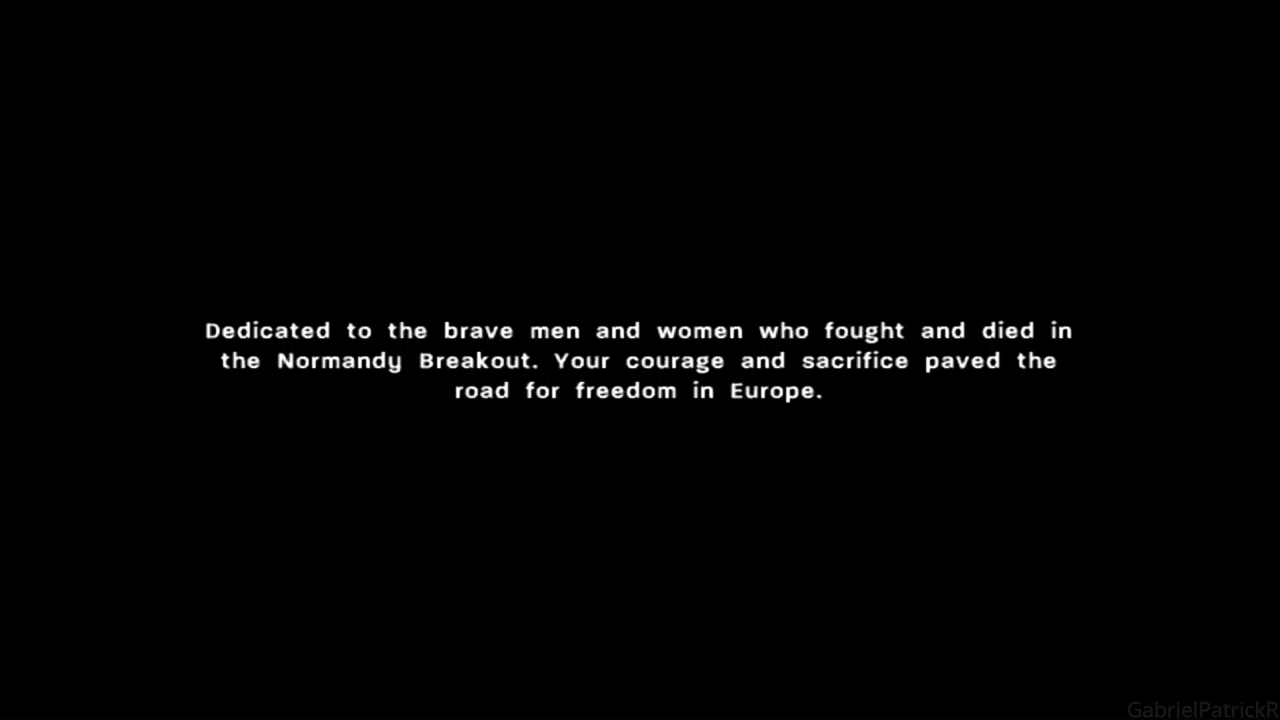 Dedicated to the brave men and women who fought and died in
the Normandy Breakout. Your courage and sacrifice paved the
road for freedom in Europe.
GabrielPatrickR